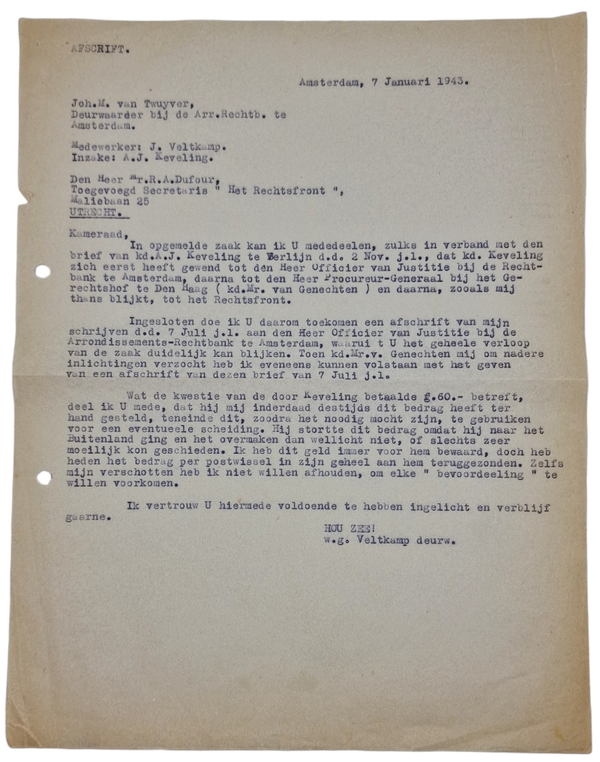 AFSCRIFT.
Amsterdam, 7 Januari 1943.
Joh.M. van Twuyver,
Deurwaarder bij de Arr.Rechtb. te
Amsterdam.
Medewerker: J. Veltkamp.
Inzake: A.J. Keveling.
Den Heer Mr.R.A.Dufour,
Toegevoegd Secretaris " Het Rechtsfront ",
Maliebaan 25
UTRECHT.
Kameraad,
In opgemelde zaak kan ik U mededeelen, zulks in verband met den
brief van kd.A.J. Keveling te Berlijn d.d. 2 Nov. j.l., dat kd. Keveling
zich eerst heeft gewend tot den Heer Officier van Justitie bij de Recht-
bank te Amsterdam, daarna tot den Heer Procureur-Generaal bij het Ge-
rechtshof te Den Haag ( kd.Mr. van Genechten ) en daarna, zooals mij
thans blijkt, tot het Rechtsfront.
Ingesloten doe ik U daarom toekomen een afschrift van mijn
schrijven d.d. 7 Juli j.l. aan den Heer Officier van Justitie bij de
Arrondissements-Rechtbank te Amsterdam, waarui t U het geheele verloop
van de zaak duidelijk kan blijken. Toen kd.Mr.v. Genechten mij om nadere
inlichtingen verzocht heb ik eveneens kunnen volstaan met het geven
van een afschrift van dezen brief van 7 Juli j.l.
Wat de kwestie van de door Keveling betaalde g.60.- betreft,
deel ik U mede, dat hij mij inderdaad destijds dit bedrag heeft ter
hand gesteld, teneinde dit, zoodra het noodig mocht zijn, te gebruiken
voor een eventueele scheiding. Hij stortte dit bedrag omdat hij naar het
Buitenland ging en het overmaken dan wellicht niet, of slechts zeer
moeilijk kon geschieden. Ik heb dit geld immer voor hem bewaard, doch heb
heden het bedrag per postwissel in zijn geheel aan hem teruggezonden. Zelfs
mijn verschotten heb ik niet willen afhouden, om elke " bevoordeeling " te
willen voorkomen.
Ik vertrouw U hiermede voldoende te hebben ingelicht en verblijf
gaarne.
HOU ZEE!
w.g. Veltkamp deurw.